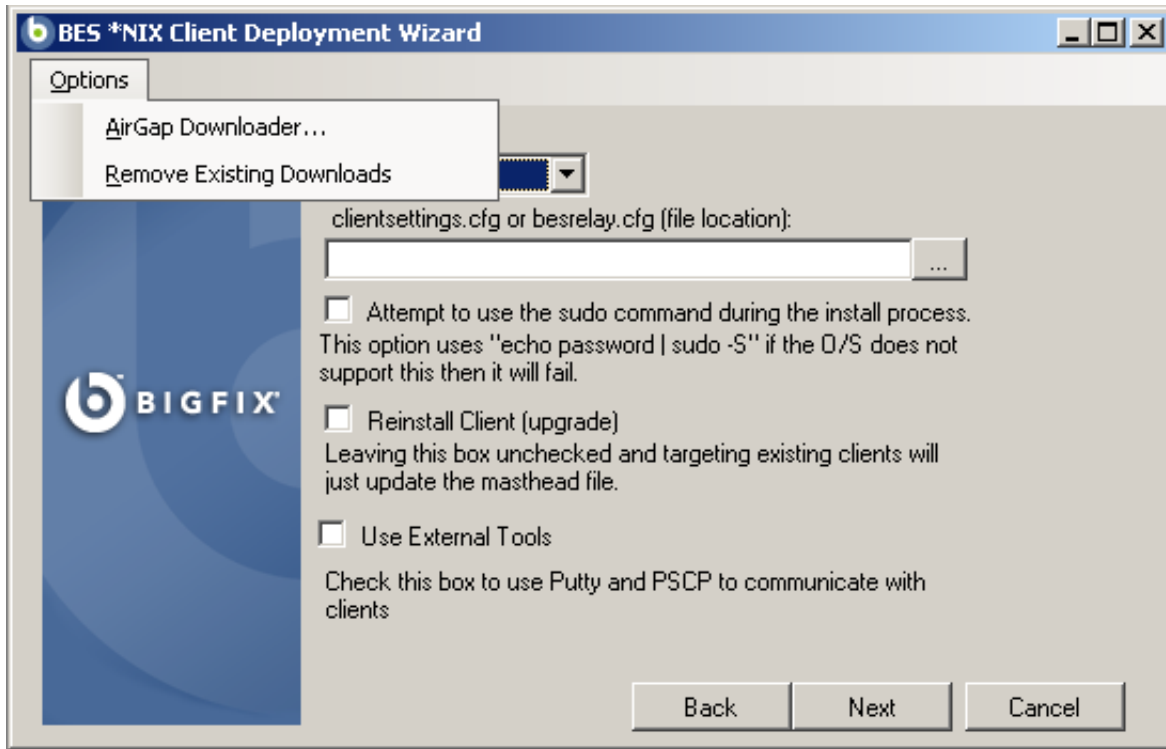 BES *NIX Client Deployment Wizard
Options
AirGap Downloader...
Remove Existing Downloads
clientsettings.cfg or besrelay.cfg (file location):
...
Attempt to use the sudo command during the install process.
This option uses "echo password | sudo -S" if the O/S does not
support this then it will fail.
BIGFIX
Reinstall Client (upgrade)
Leaving this box unchecked and targeting existing clients will
just update the masthead file.
Use External Tools
Check this box to use Putty and PSCP to communicate with
clients
Back
Next
Cancel